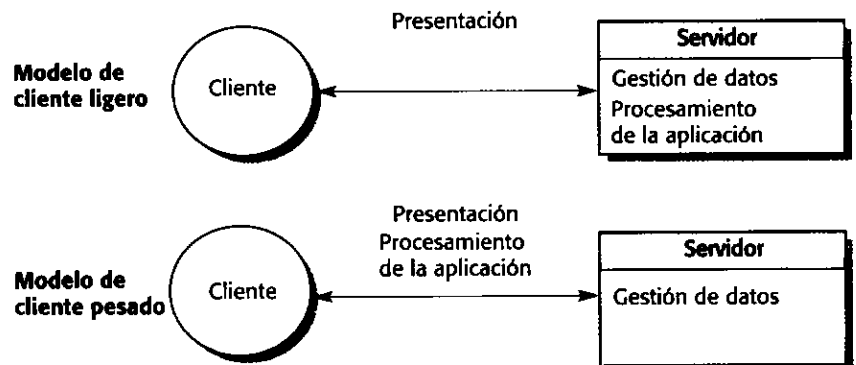 Presentación
Modelo de
cliente ligero
Cliente
Servidor
Gestión de datos
Procesamiento
de la aplicación
Presentación
Procesamiento
de la aplicación
Modelo de
cliente pesado
Cliente
Servidor
Gestión de datos